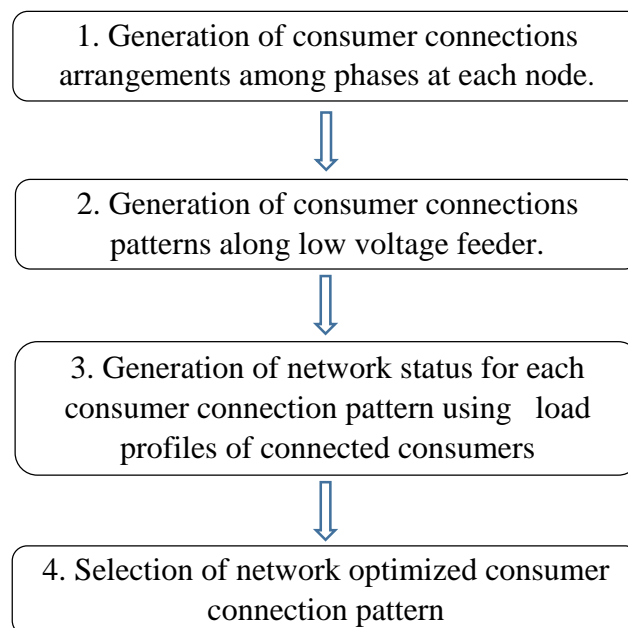 1. Generation of consumer connections
arrangements among phases at each node.
2. Generation of consumer connections
patterns along low voltage feeder.
3. Generation of network status for each
consumer connection pattern using load
profiles of connected consumers
4. Selection of network optimized consumer
connection pattern